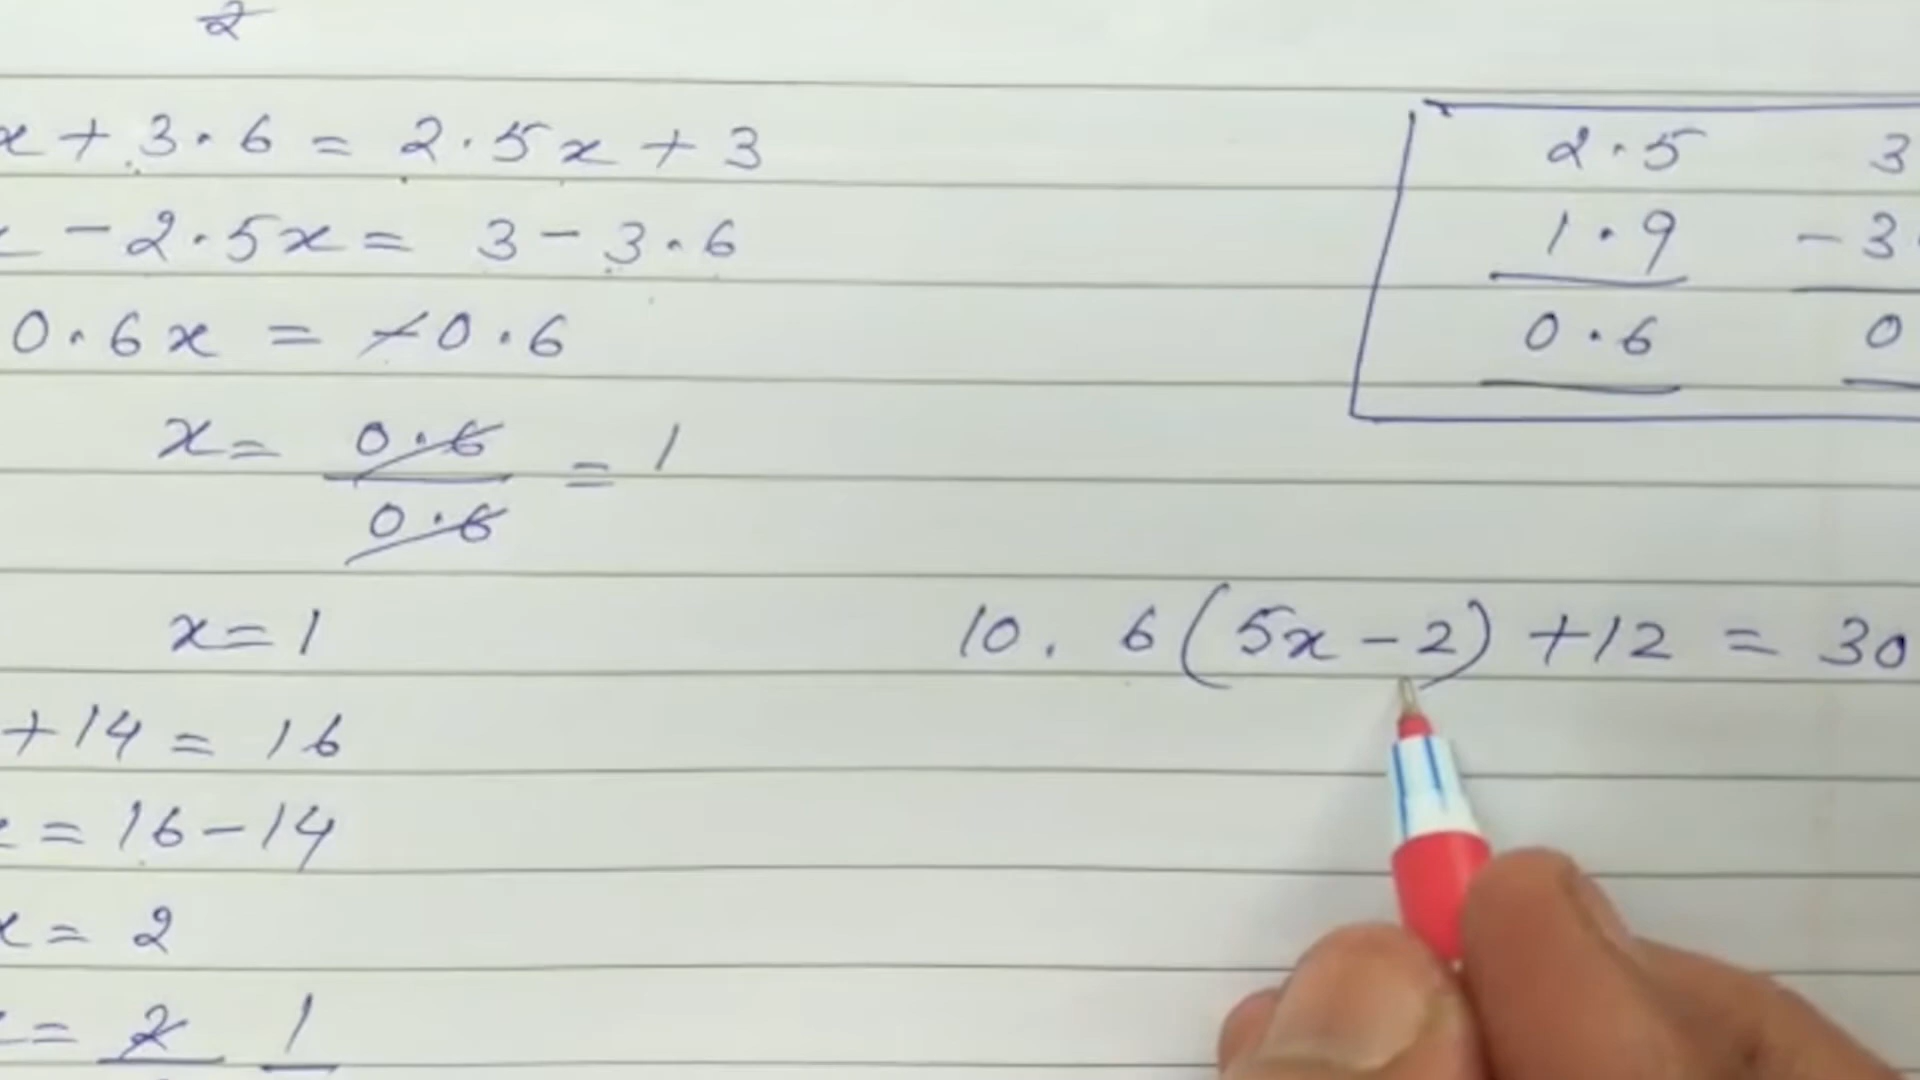 2
x + 3.6 = 2.5x + 3
- 2.5x = 3 - 3.6
0.6x = -0.6
x = 0.6 / 0.6 = 1
x = 1
+ 14 = 16
= 16 - 14
x = 2
= 2 1
2.5 3
1.9 - 3
0.6 0
10. 6(5x - 2) + 12 = 30